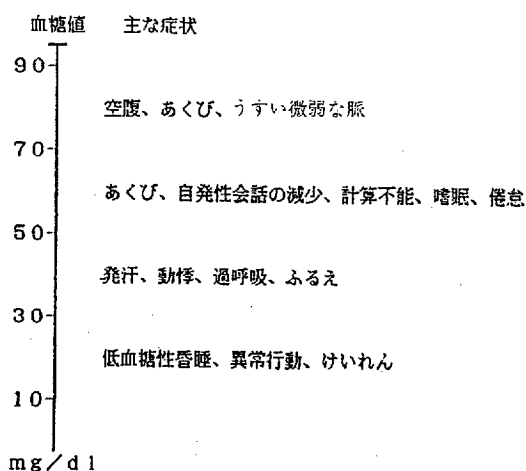 血糖値 主な症状
90
空腹、あくび、うすい微弱な脈
70
あくび、自発性会話の減少、計算不能、嗜眠、倦怠
50
発汗、動悸、過呼吸、ふるえ
30
低血糖性昏睡、異常行動、けいれん
10
mg/dl